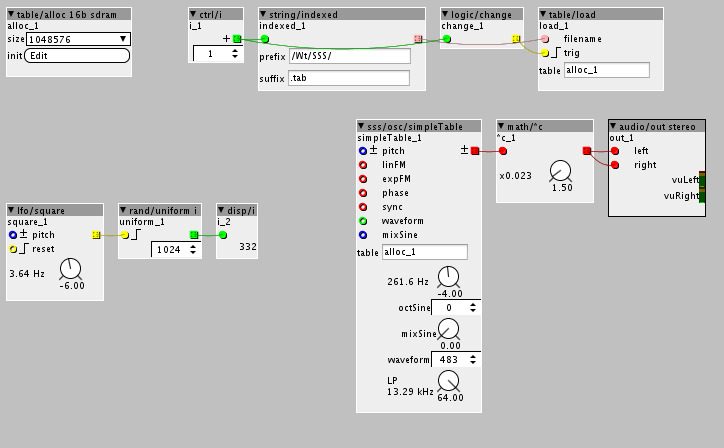 table/alloc 16b sdram
alloc_1
size 1048576
init Edit
ctrl/i
i_1
+
1
string/indexed
indexed_1
prefix /Wt/SSS/
suffix .tab
logic/change
change_1
table/load
load_1
filename
trig
table alloc_1
sss/osc/simpleTable
simpleTable_1
± pitch ±
linFM
expFM
phase
sync
waveform
mixSine
table alloc_1
261.6 Hz
-4.00
octSine 0
mixSine
0.00
waveform 483
LP
13.29 kHz
64.00
math/*c
*c_1
x0.023
1.50
audio/out stereo
out_1
left
right
vuLeft
vuRight
lfo/square
square_1
± pitch
reset
3.64 Hz
-6.00
rand/uniform i
uniform_1
1024
disp/i
i_2
332